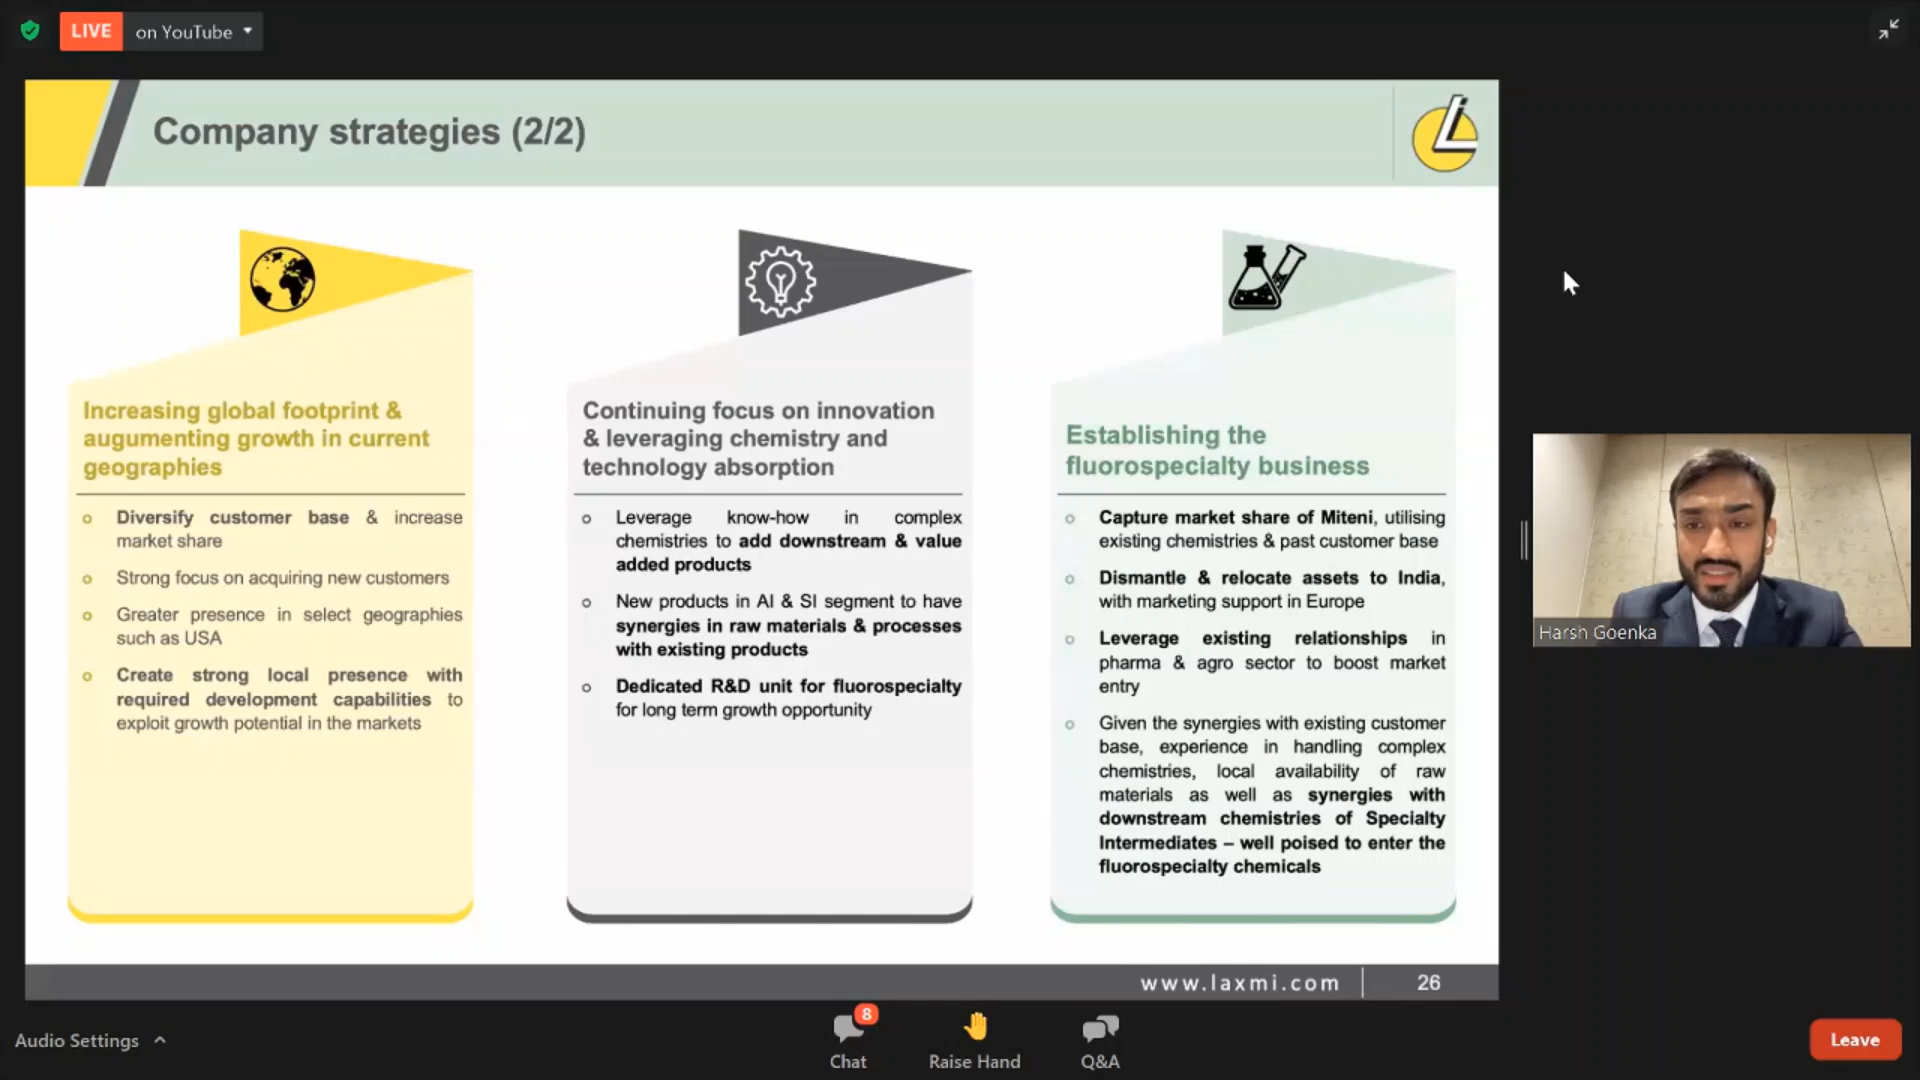 LIVE on YouTube
Company strategies (2/2)
Increasing global footprint &
augumenting growth in current
geographies
Diversify customer base & increase
market share
Strong focus on acquiring new customers
Greater presence in select geographies
such as USA
Create strong local presence with
required development capabilities to
exploit growth potential in the markets
Continuing focus on innovation
& leveraging chemistry and
technology absorption
Leverage know-how in complex
chemistries to add downstream & value
added products
New products in AI & SI segment to have
synergies in raw materials & processes
with existing products
Dedicated R&D unit for fluorospecialty
for long term growth opportunity
Establishing the
fluorospecialty business
Capture market share of Miteni, utilising
existing chemistries & past customer base
Dismantle & relocate assets to India,
with marketing support in Europe
Leverage existing relationships in
pharma & agro sector to boost market
entry
Given the synergies with existing customer
base, experience in handling complex
chemistries, local availability of raw
materials as well as synergies with
downstream chemistries of Specialty
Intermediates – well poised to enter the
fluorospecialty chemicals
www.laxmi.com 26
Harsh Goenka
Audio Settings
8
Chat
Raise Hand
Q&A
Leave